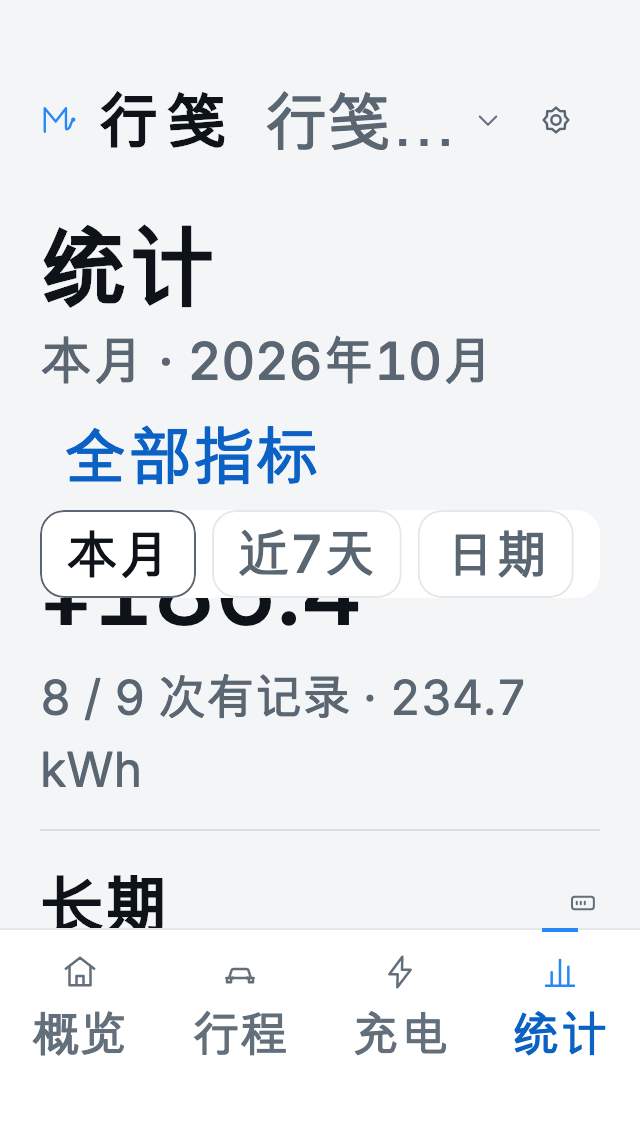 行笺 行笺...
统计
本月 · 2026年10月
全部指标
本月 近7天 日期
8 / 9 次有记录 · 234.7
kWh
长期
概览 行程 充电 统计